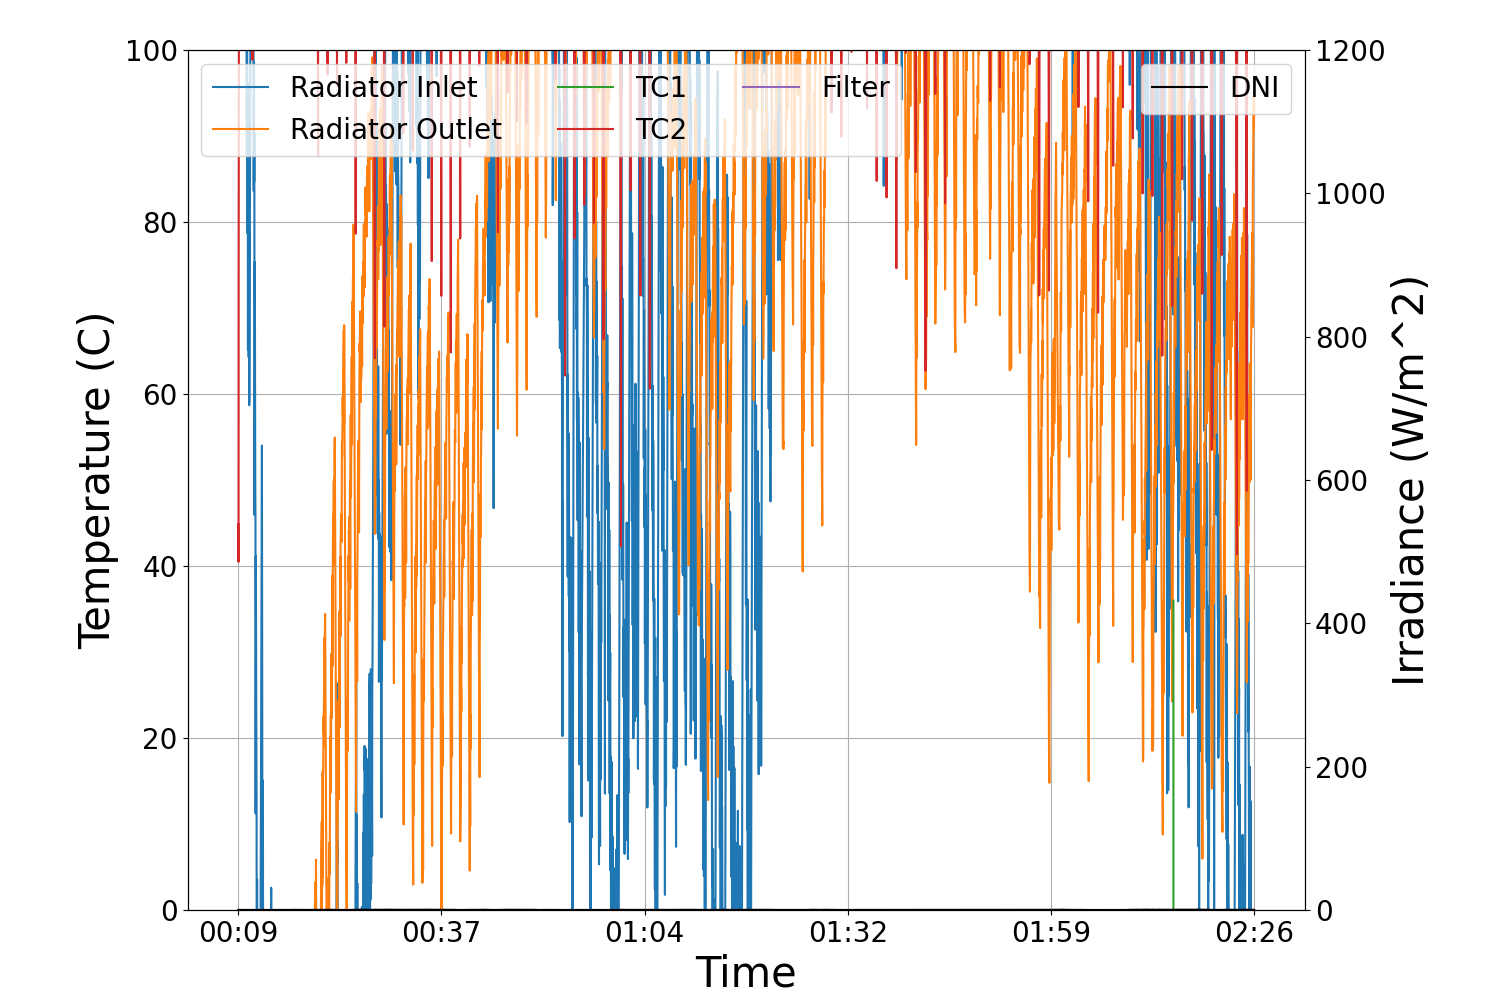 100
80
60
40
20
0
Temperature (C)
Radiator Inlet
Radiator Outlet
TC1
TC2
Filter
DNI
1200
1000
800
600
400
200
0
Irradiance (W/m^2)
00:09 00:37 01:04 01:32 01:59 02:26
Time